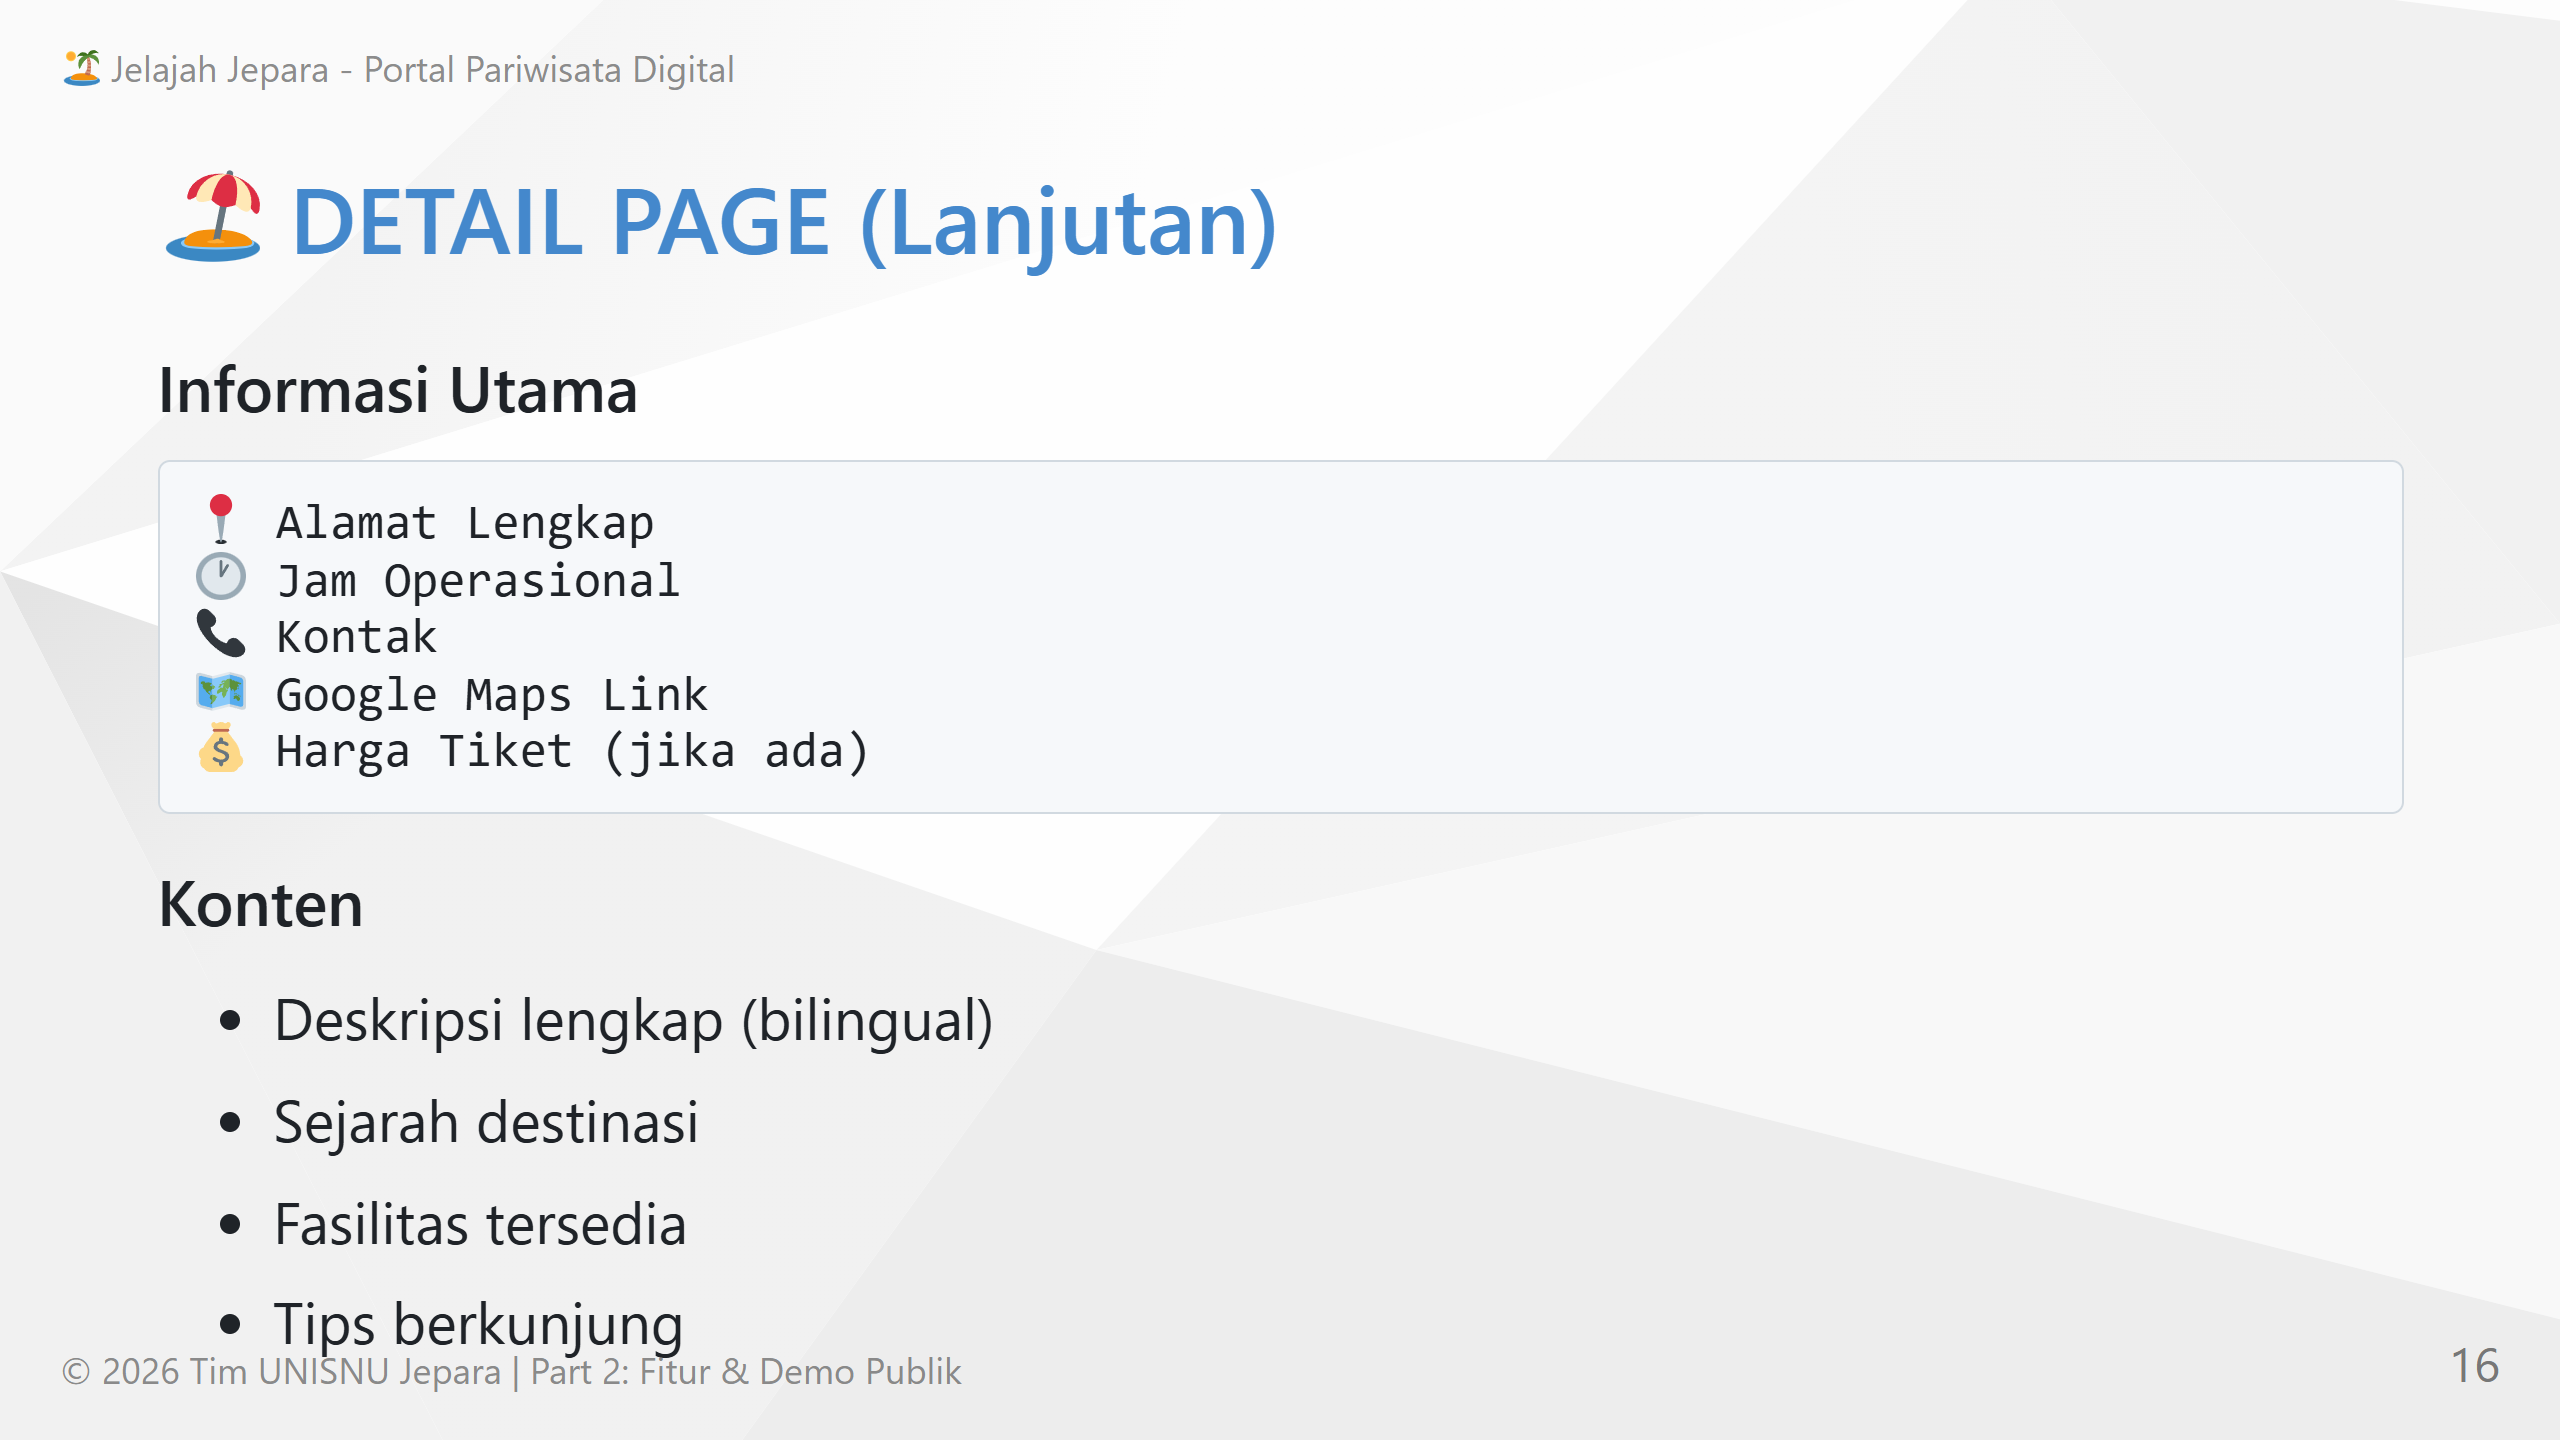 Jelajah Jepara - Portal Pariwisata Digital
DETAIL PAGE (Lanjutan)
Informasi Utama
Alamat Lengkap
Jam Operasional
Kontak
Google Maps Link
Harga Tiket (jika ada)
Konten
• Deskripsi lengkap (bilingual)
• Sejarah destinasi
• Fasilitas tersedia
• Tips berkunjung
© 2026 Tim UNISNU Jepara | Part 2: Fitur & Demo Publik
16